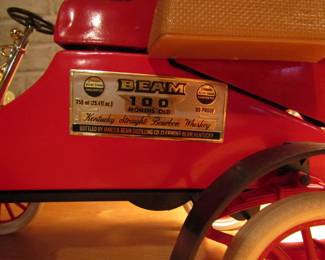 BEAM
750 ml (25.4 fl. oz.) 100 80 PROOF
MONTHS OLD
Kentucky Straight Bourbon Whiskey
BOTTLED BY JAMES B. BEAM DISTILLING CO. CLERMONT, BEAM, KENTUCKY